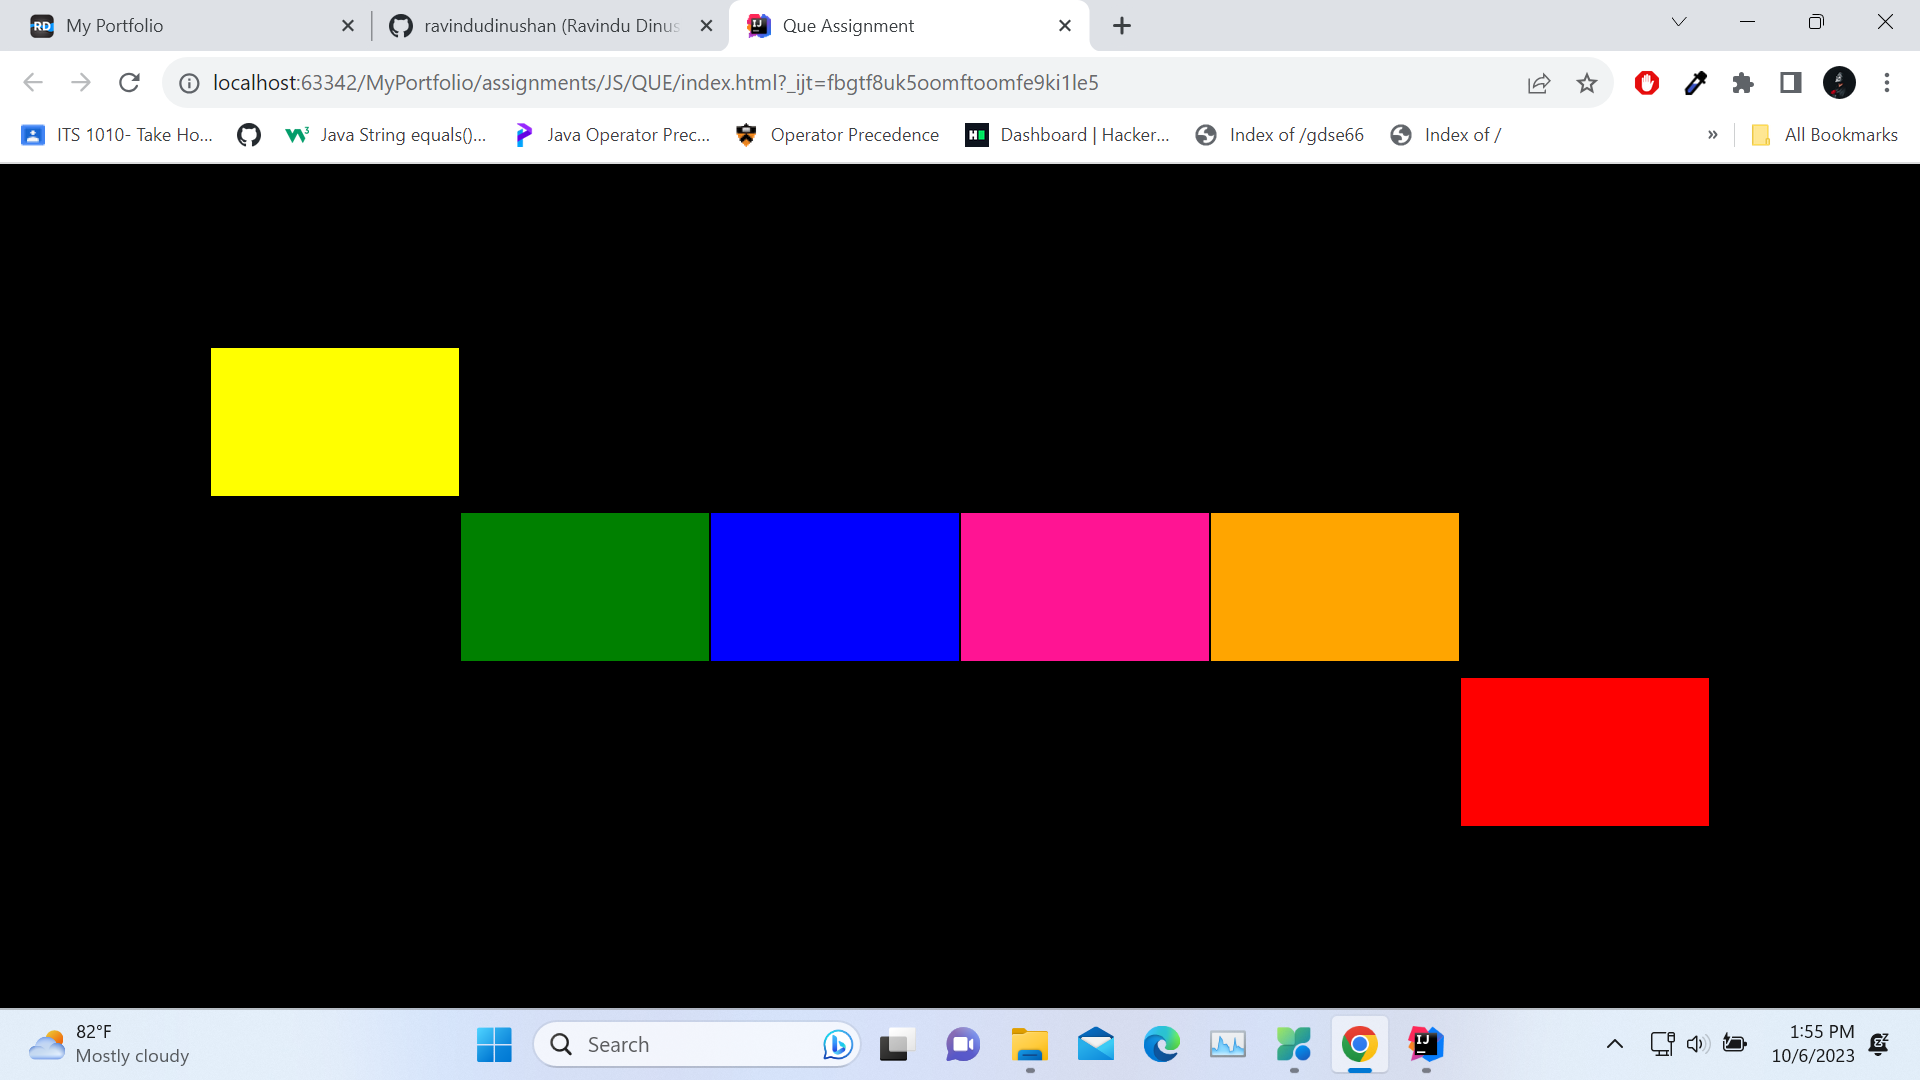 My Portfolio
ravindudinushan (Ravindu Dinus
Que Assignment
localhost:63342/MyPortfolio/assignments/JS/QUE/index.html?_ijt=fbgtf8uk5oomftoomfe9ki1le5
ITS 1010- Take Ho...
Java String equals()...
Java Operator Prec...
Operator Precedence
Dashboard | Hacker...
Index of /gdse66
Index of /
»
All Bookmarks
82°F
Mostly cloudy
Search
1:55 PM
10/6/2023